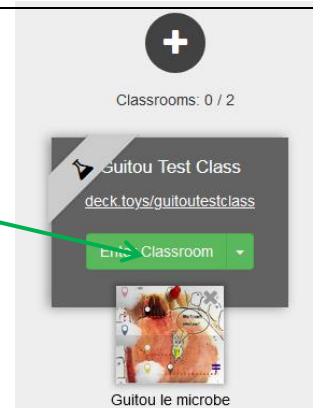 Classrooms: 0 / 2
Guitou Test Class
deck.toys/guitoutestclass
Enter Classroom
Guitou le microbe